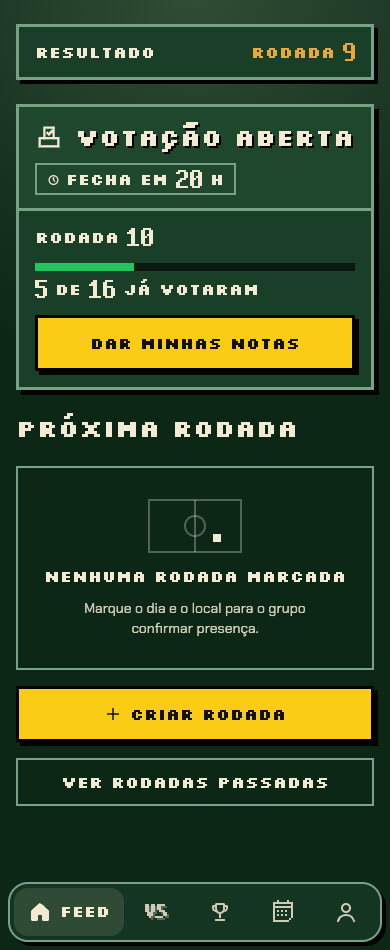 RESULTADO RODADA 9
VOTAÇÃO ABERTA
FECHA EM 20 H
RODADA 10
5 DE 16 JÁ VOTARAM
DAR MINHAS NOTAS
PRÓXIMA RODADA
NENHUMA RODADA MARCADA
Marque o dia e o local para o grupo
confirmar presença.
+ CRIAR RODADA
VER RODADAS PASSADAS
FEED VS